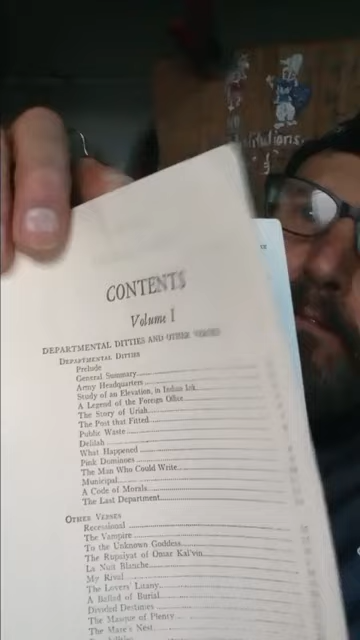 itutions
CONTENTS
Volume I
DEPARTMENTAL DITTIES AND OTHER VERSES
DEPARTMENTAL DITTIES
Prelude
General Summary
Army Headquarters
Study of an Elevation, in Indian Ink
A Legend of the Foreign Office
The Story of Uriah
The Post that Fitted
Public Waste
Delilah
What Happened
Pink Dominoes
The Man Who Could Write
Municipal
A Code of Morals
The Last Department
OTHER VERSES
Recessional
The Vampire
To the Unknown Goddess
The Rupaiyat of Omar Kal'vin
La Nuit Blanche
My Rival
The Lovers' Litany
A Ballad of Burial
Divided Destinies
The Masque of Plenty
The Mare's Nest